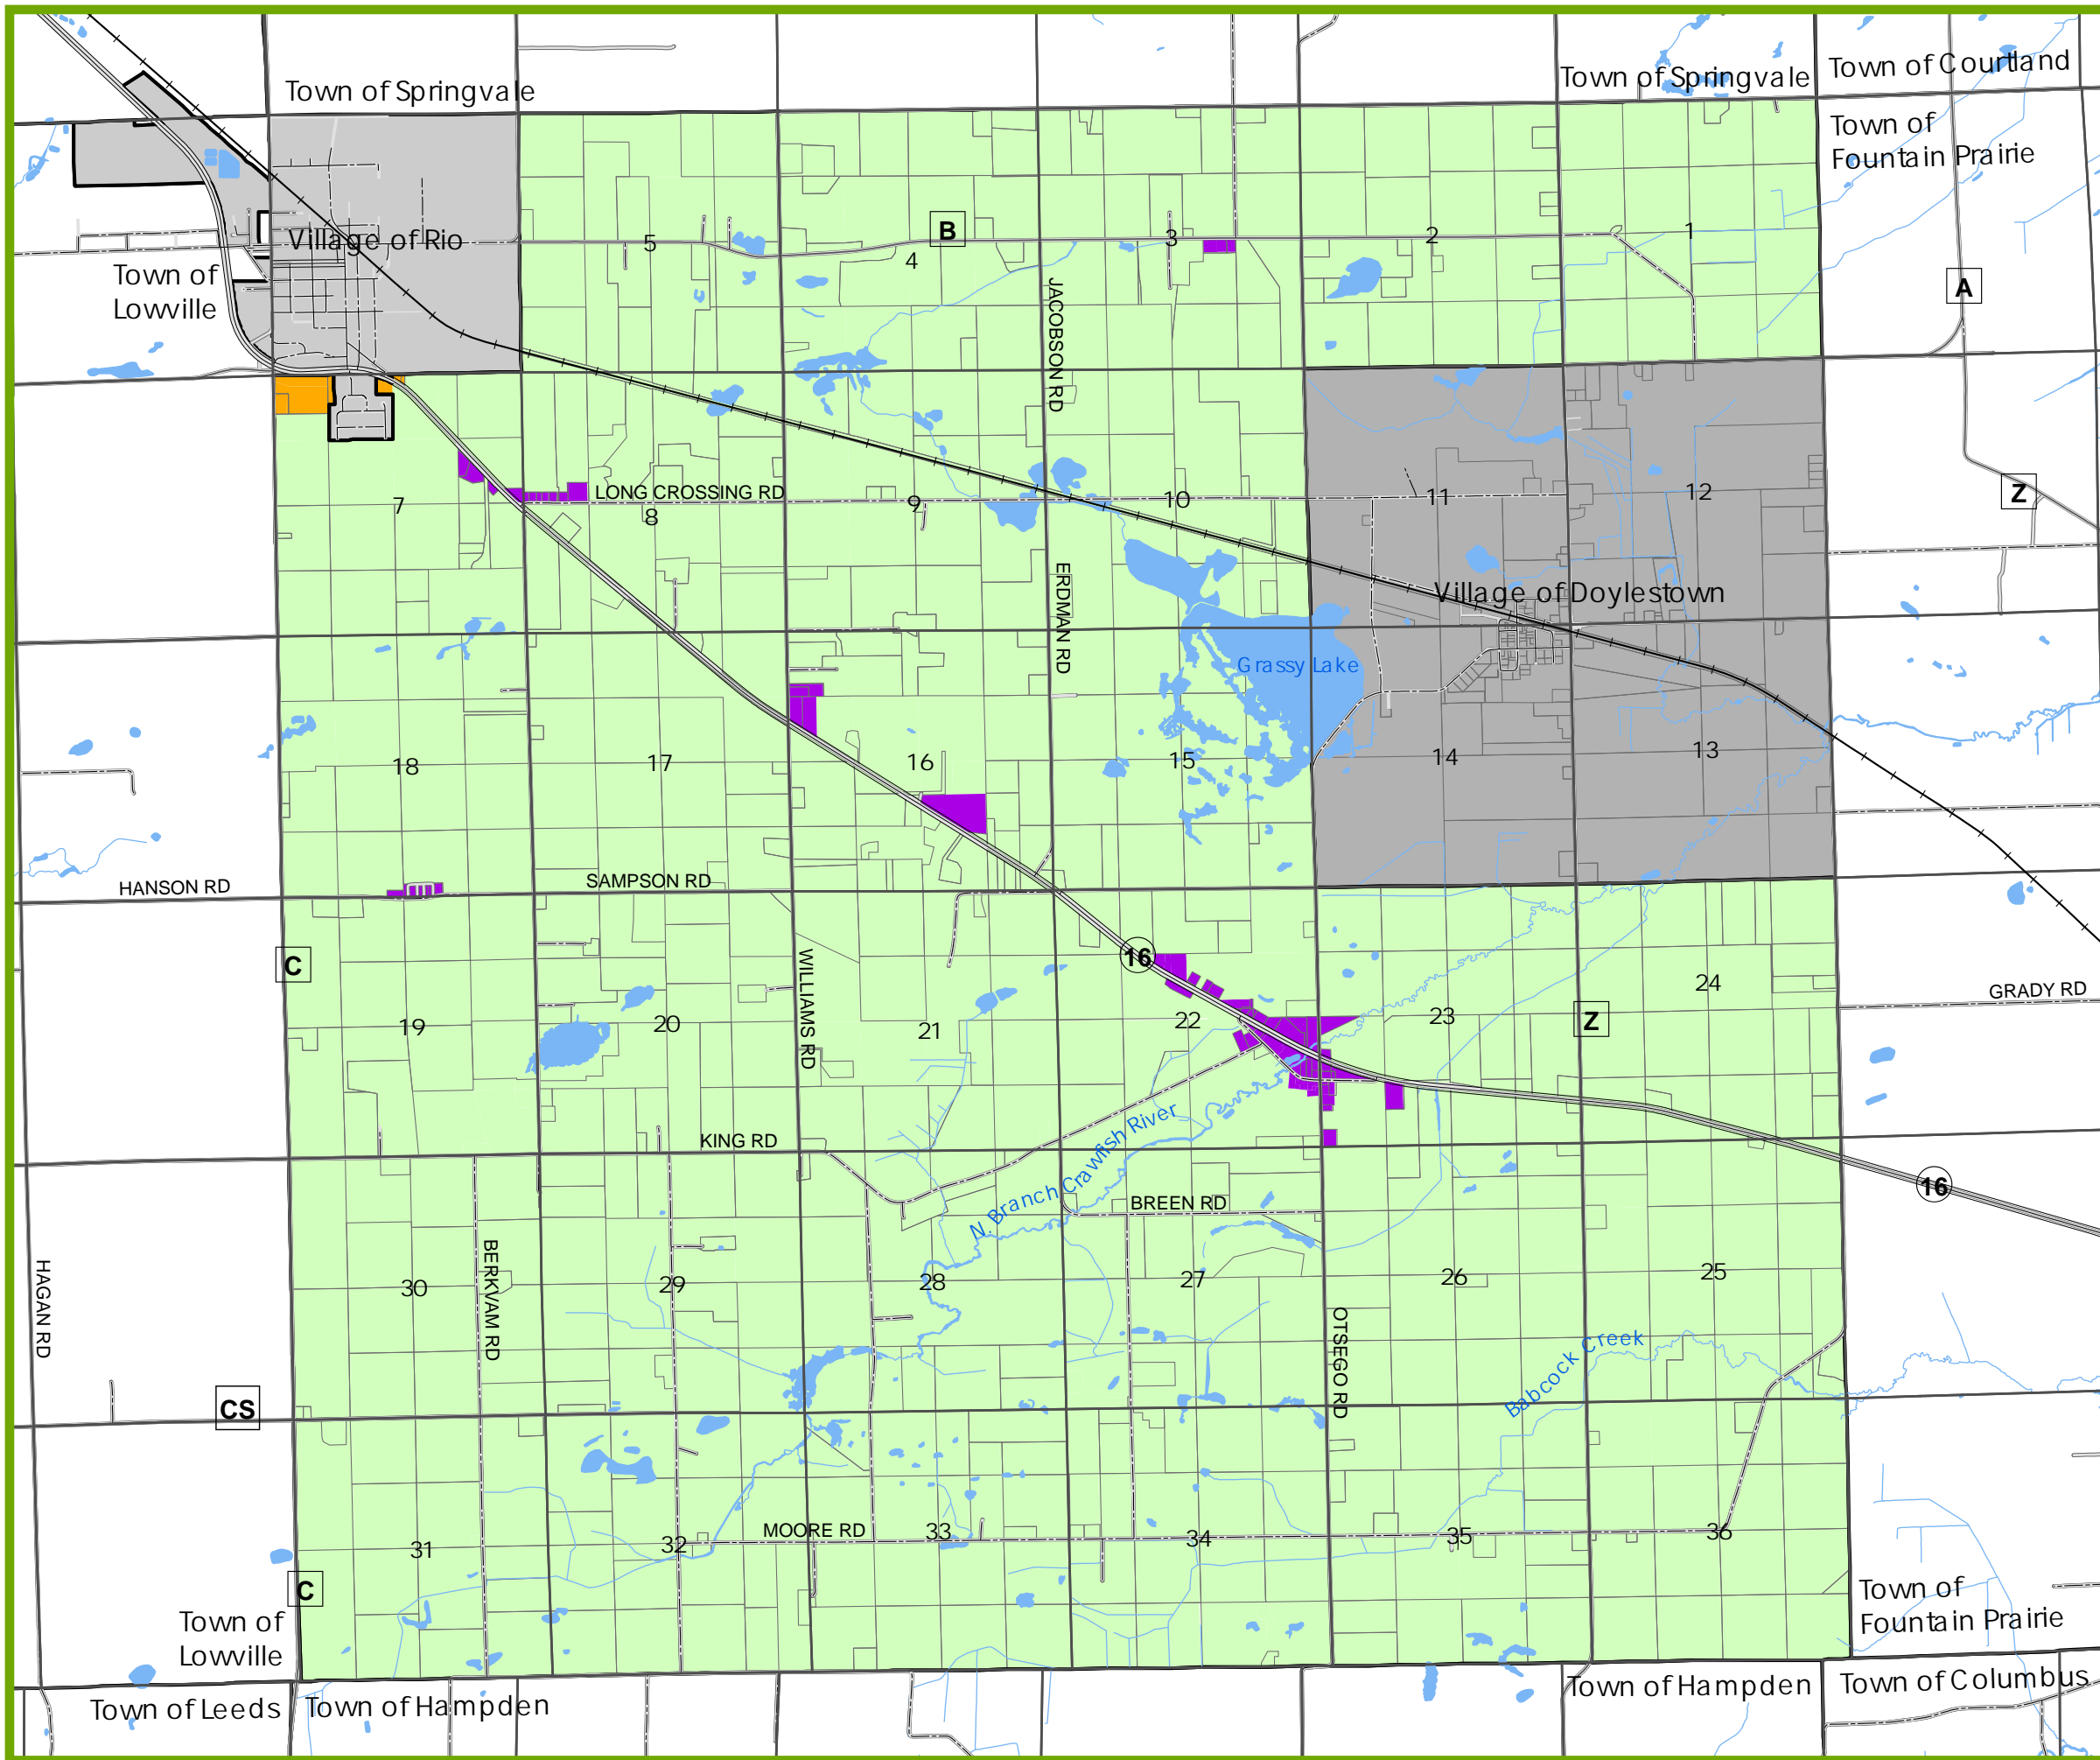 Town of Springvale
Town of Springvale
Town of Courtland
Town of
Fountain Prairie
Village of Rio
B
5
4
3
2
1
Town of
Lowville
A
JACOBSON RD
LONG CROSSING RD
7
8
9
10
11
12
Z
ERDMAN RD
Village of Doylestown
Grassy Lake
18
17
16
15
14
13
HANSON RD
SAMPSON RD
C
WILLIAMS RD
16
19
20
21
22
23
Z
24
GRADY RD
KING RD
N. Branch Crawfish River
BREEN RD
16
HAGAN RD
BERKVAM RD
30
29
28
27
26
25
OTSEGO RD
Babcock Creek
CS
MOORE RD
31
32
33
34
35
36
C
Town of
Lowville
Town of
Fountain Prairie
Town of Leeds
Town of Hampden
Town of Hampden
Town of Columbus